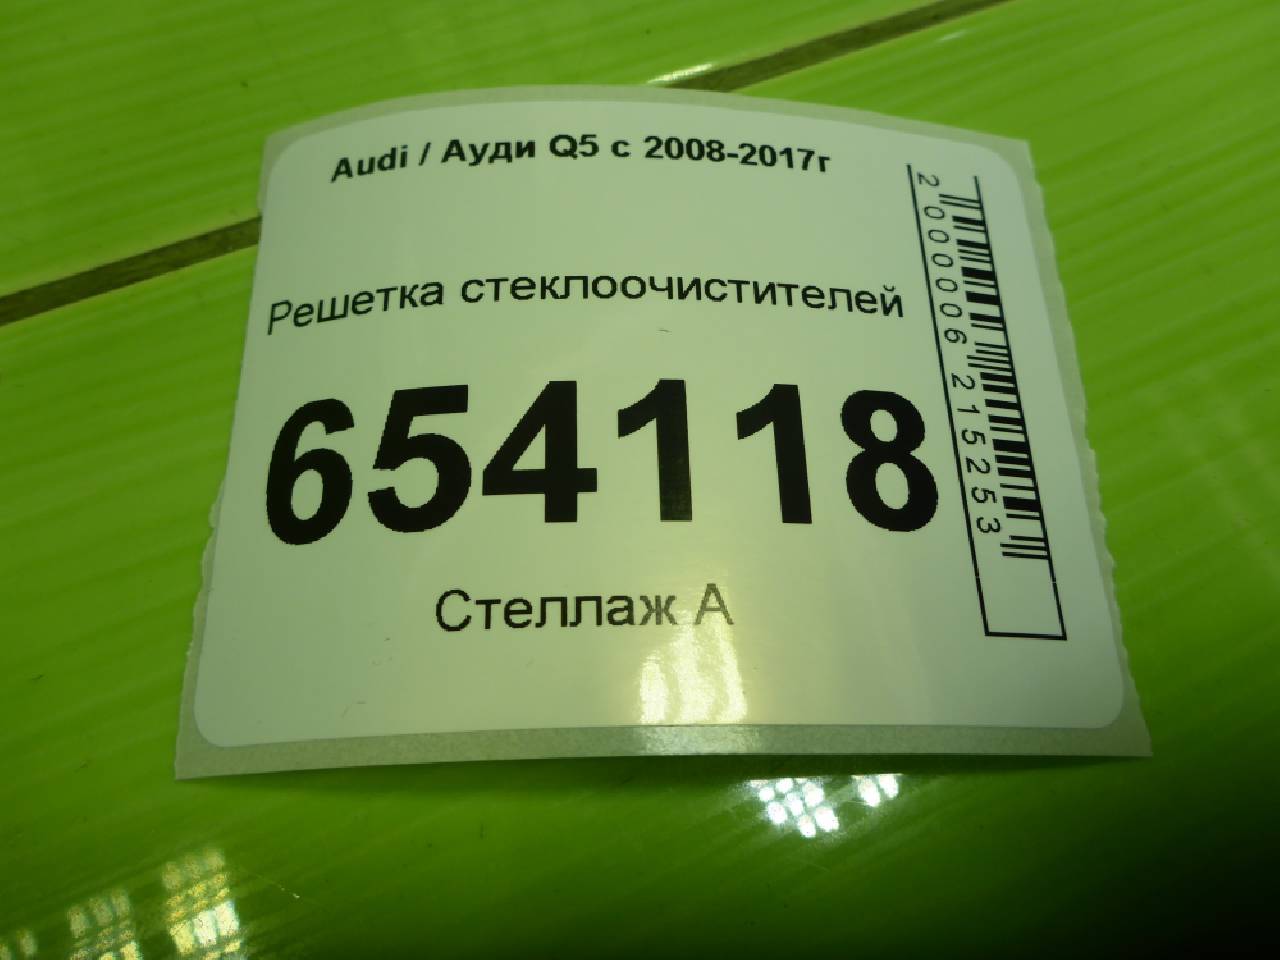 Audi / Ауди Q5 с 2008-2017г
Решетка стеклоочистителей
654118
Стеллаж А
2000006215253